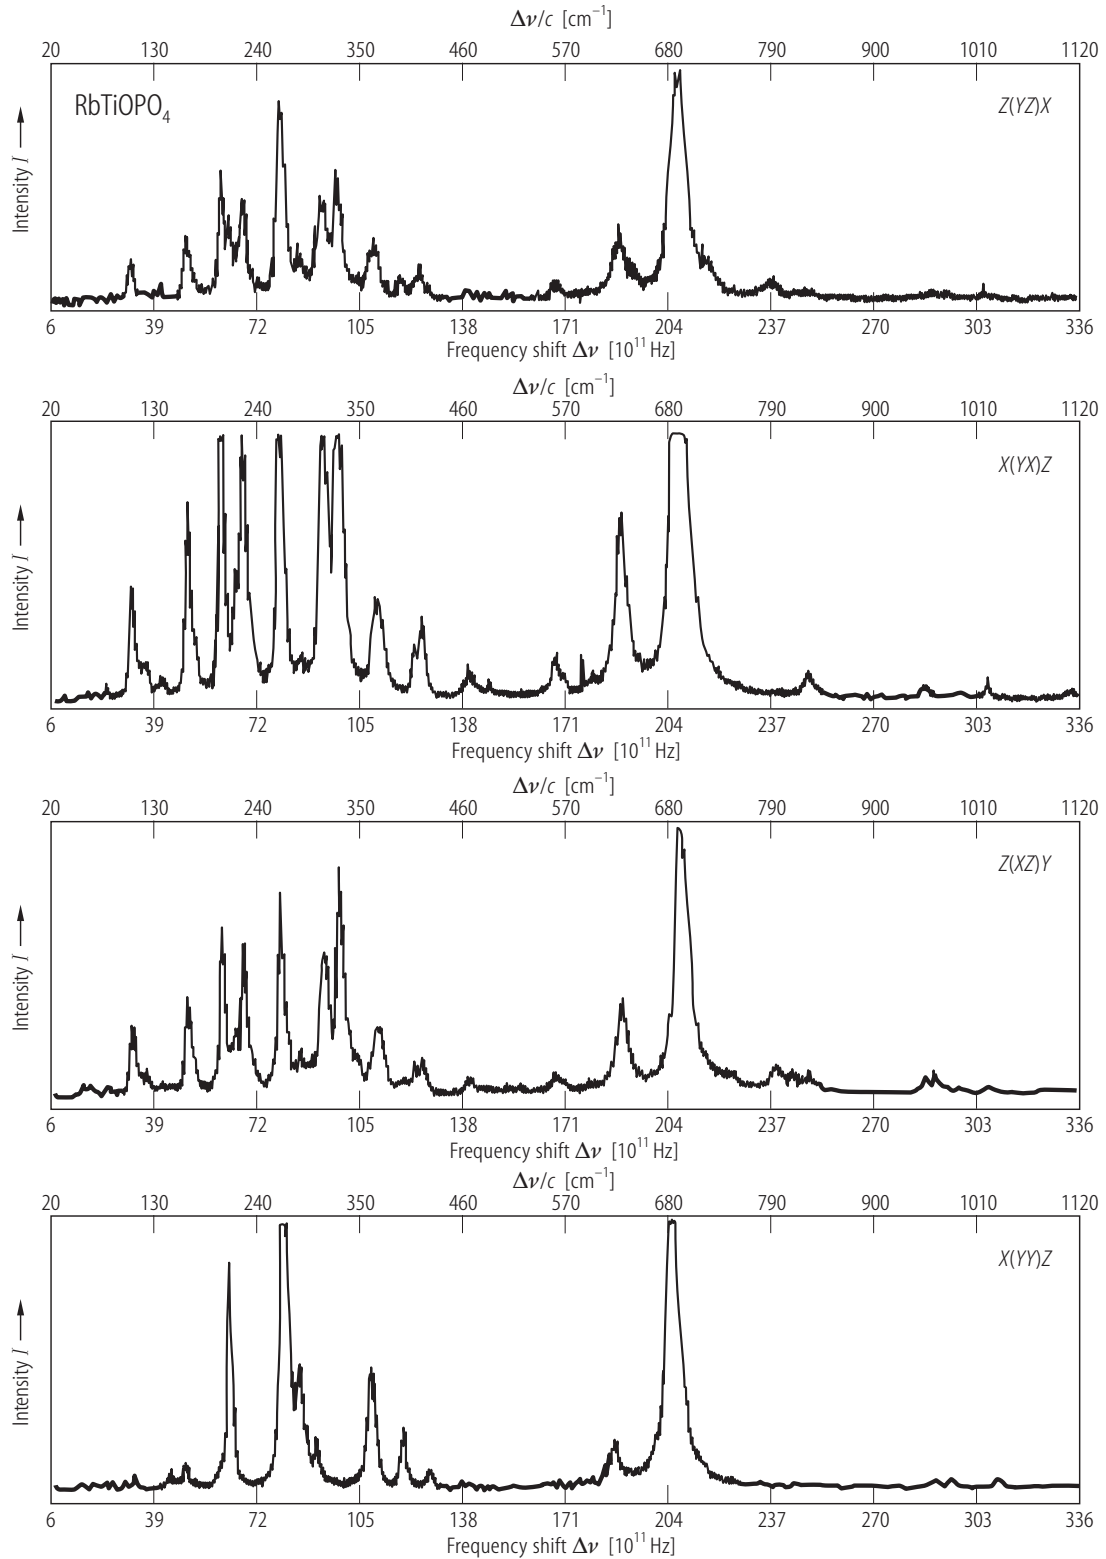 Δν/c [cm⁻¹]
20 130 240 350 460 570 680 790 900 1010 1120
RbTiOPO₄
Z(YZ)X
Intensity I
6 39 72 105 138 171 204 237 270 303 336
Frequency shift Δν [10¹¹ Hz]
Δν/c [cm⁻¹]
20 130 240 350 460 570 680 790 900 1010 1120
X(YX)Z
Intensity I
6 39 72 105 138 171 204 237 270 303 336
Frequency shift Δν [10¹¹ Hz]
Δν/c [cm⁻¹]
20 130 240 350 460 570 680 790 900 1010 1120
Z(XZ)Y
Intensity I
6 39 72 105 138 171 204 237 270 303 336
Frequency shift Δν [10¹¹ Hz]
Δν/c [cm⁻¹]
20 130 240 350 460 570 680 790 900 1010 1120
X(YY)Z
Intensity I
6 39 72 105 138 171 204 237 270 303 336
Frequency shift Δν [10¹¹ Hz]